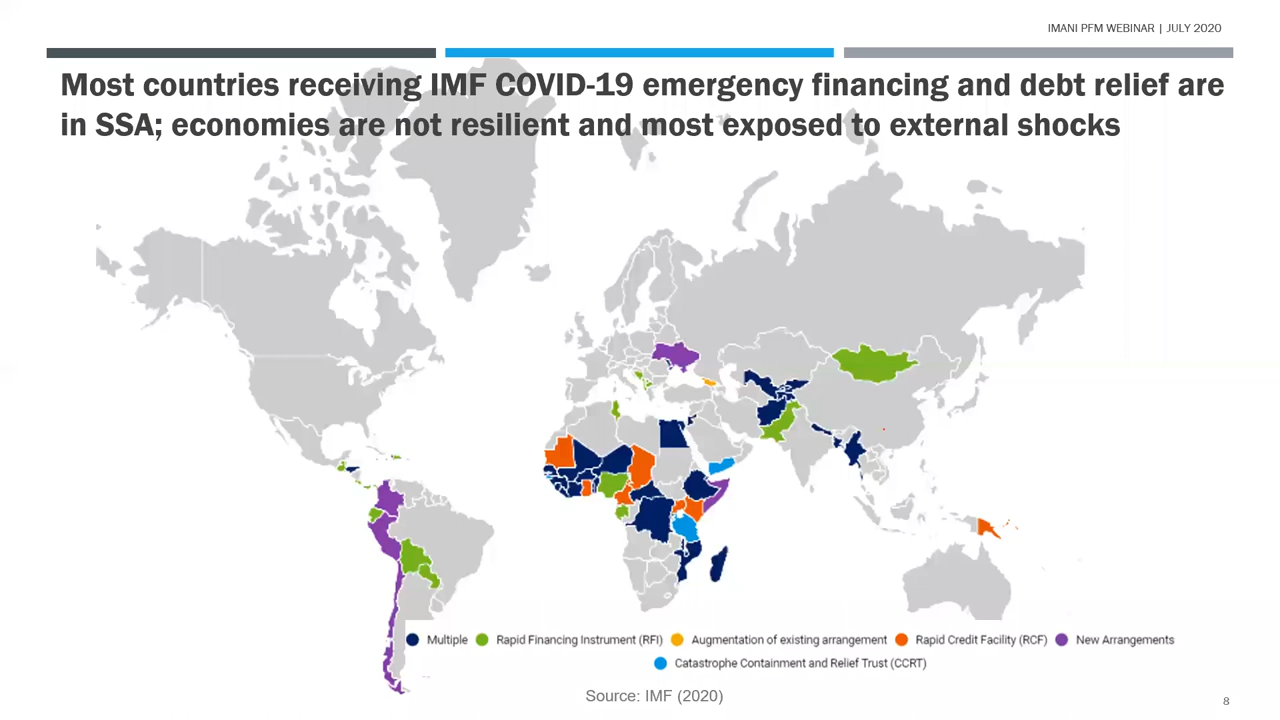 IMANI PFM WEBINAR | JULY 2020
Most countries receiving IMF COVID-19 emergency financing and debt relief are
in SSA; economies are not resilient and most exposed to external shocks
Multiple Rapid Financing Instrument (RFI) Augmentation of existing arrangement Rapid Credit Facility (RCF) New Arrangements
Catastrophe Containment and Relief Trust (CCRT)
Source: IMF (2020)
8